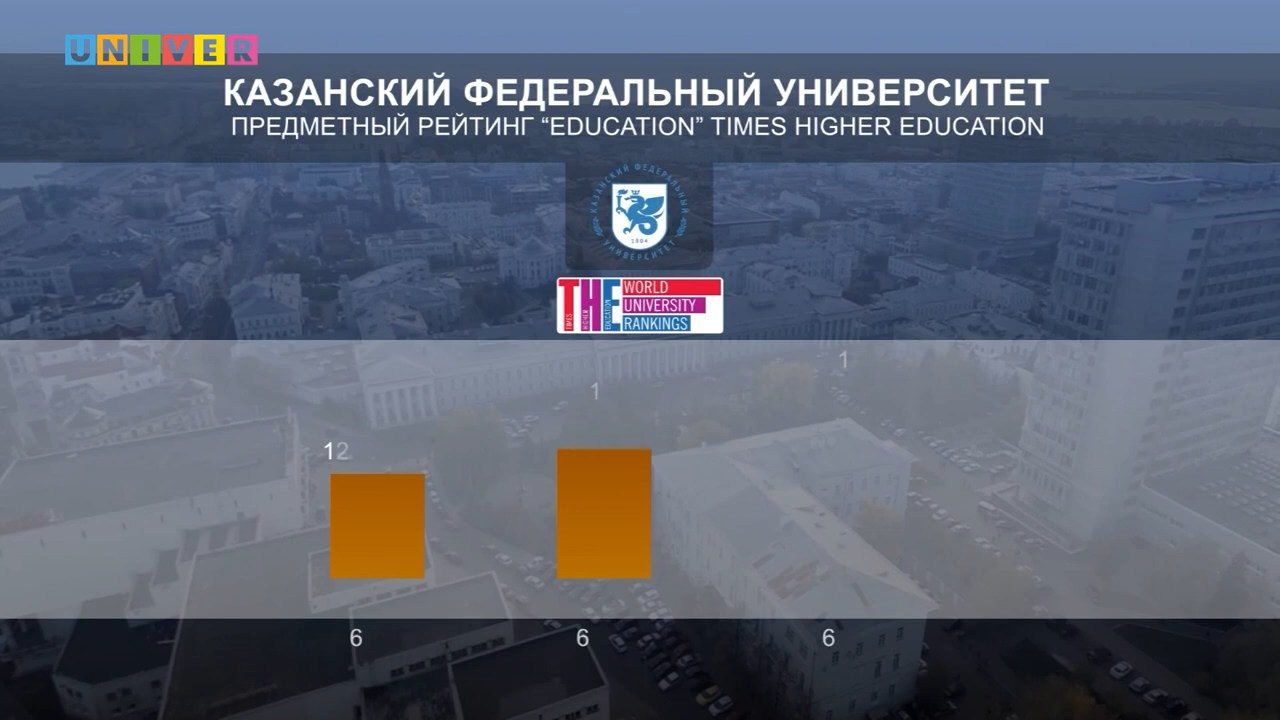 UNIVER
КАЗАНСКИЙ ФЕДЕРАЛЬНЫЙ УНИВЕРСИТЕТ
ПРЕДМЕТНЫЙ РЕЙТИНГ “EDUCATION” TIMES HIGHER EDUCATION
КАЗАНСКИЙ ФЕДЕРАЛЬНЫЙ
1804
УНИВЕРСИТЕТ
THE
TIMES HIGHER EDUCATION
WORLD
UNIVERSITY
RANKINGS
1
1
12
6 6 6